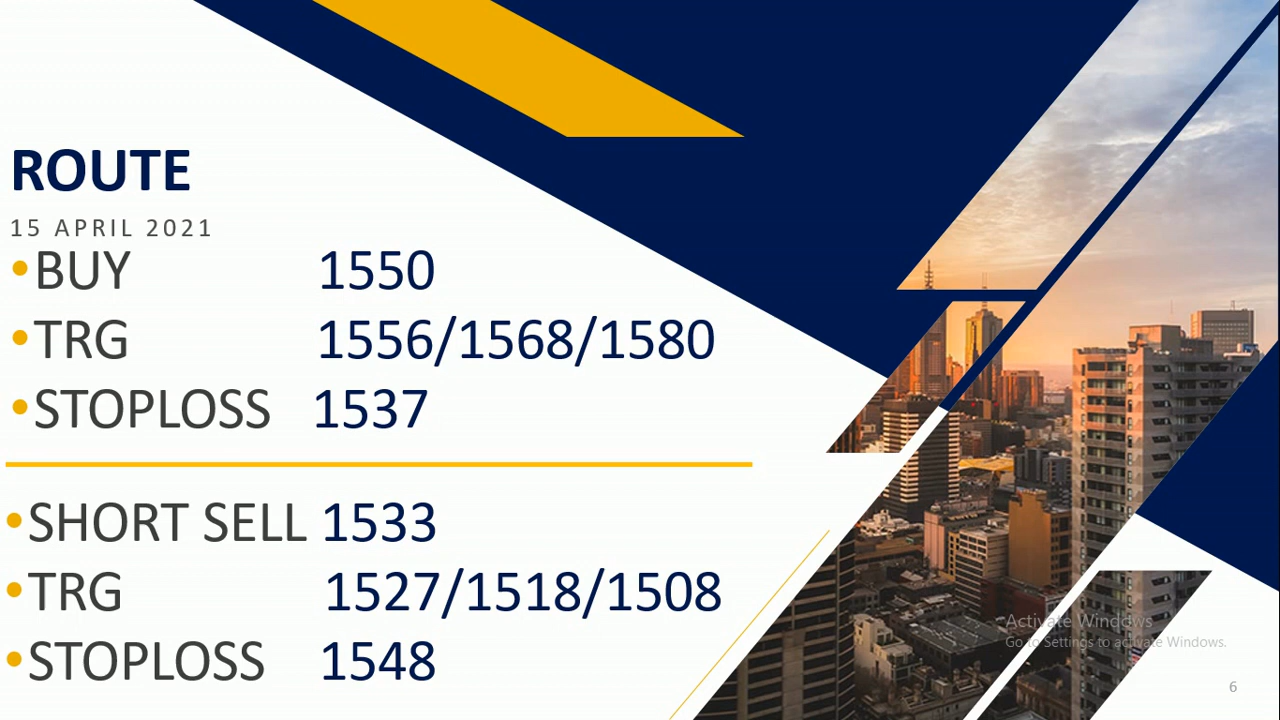 ROUTE
15 APRIL 2021
•BUY 1550
•TRG 1556/1568/1580
•STOPLOSS 1537
•SHORT SELL 1533
•TRG 1527/1518/1508
•STOPLOSS 1548
Activate Windows
Go to Settings to activate Windows.
6